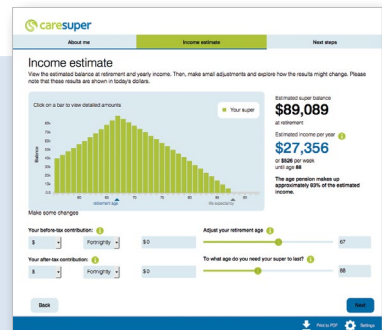 caresuper
About me
Income estimate
Next steps
Income estimate
View the estimated balance at retirement and yearly income. Then, make small adjustments and explore how the results might change. Please
note that these results are shown in today's dollars.
Click on a bar to view detailed amounts
Your super
Balance
retirement age
life expectancy
Estimated super balance
$89,089
at retirement
Estimated income per year
$27,356
or $526 per week
until age 88
The age pension makes up
approximately 83% of the estimated
income.
Make some changes
Your before-tax contribution:
$
Fortnightly
$0
Your after-tax contribution:
$
Fortnightly
$0
Adjust your retirement age
67
To what age do you need your super to last?
88
Back
Next
Print to PDF
Settings